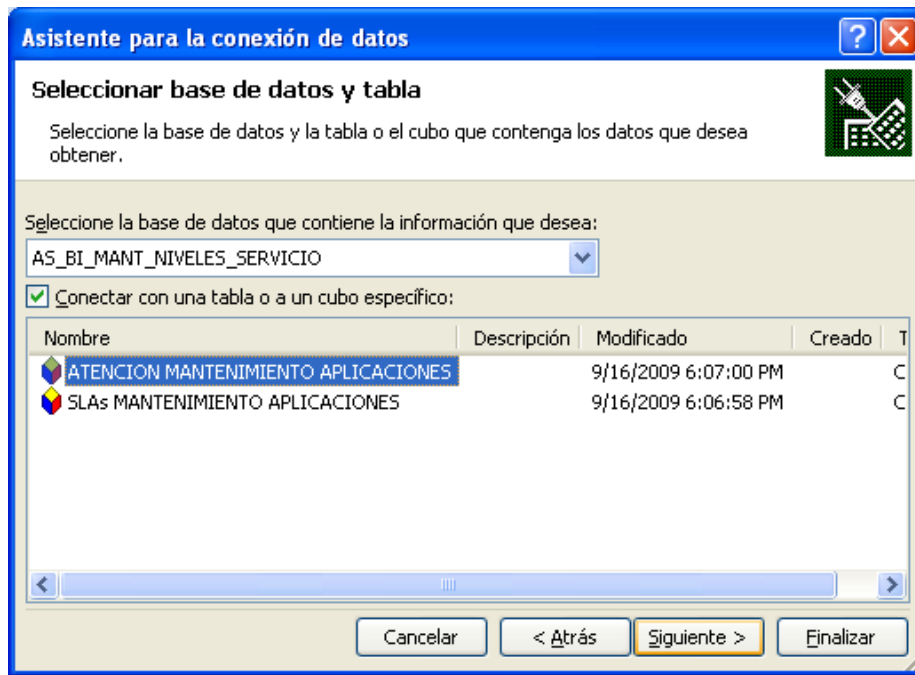 Asistente para la conexión de datos
Seleccionar base de datos y tabla
Seleccione la base de datos y la tabla o el cubo que contenga los datos que desea
obtener.
Seleccione la base de datos que contiene la información que desea:
AS_BI_MANT_NIVELES_SERVICIO
Conectar con una tabla o a un cubo específico:
Nombre Descripción Modificado Creado T
ATENCION MANTENIMIENTO APLICACIONES 9/16/2009 6:07:00 PM C
SLAs MANTENIMIENTO APLICACIONES 9/16/2009 6:06:58 PM C
Cancelar < Atrás Siguiente > Finalizar